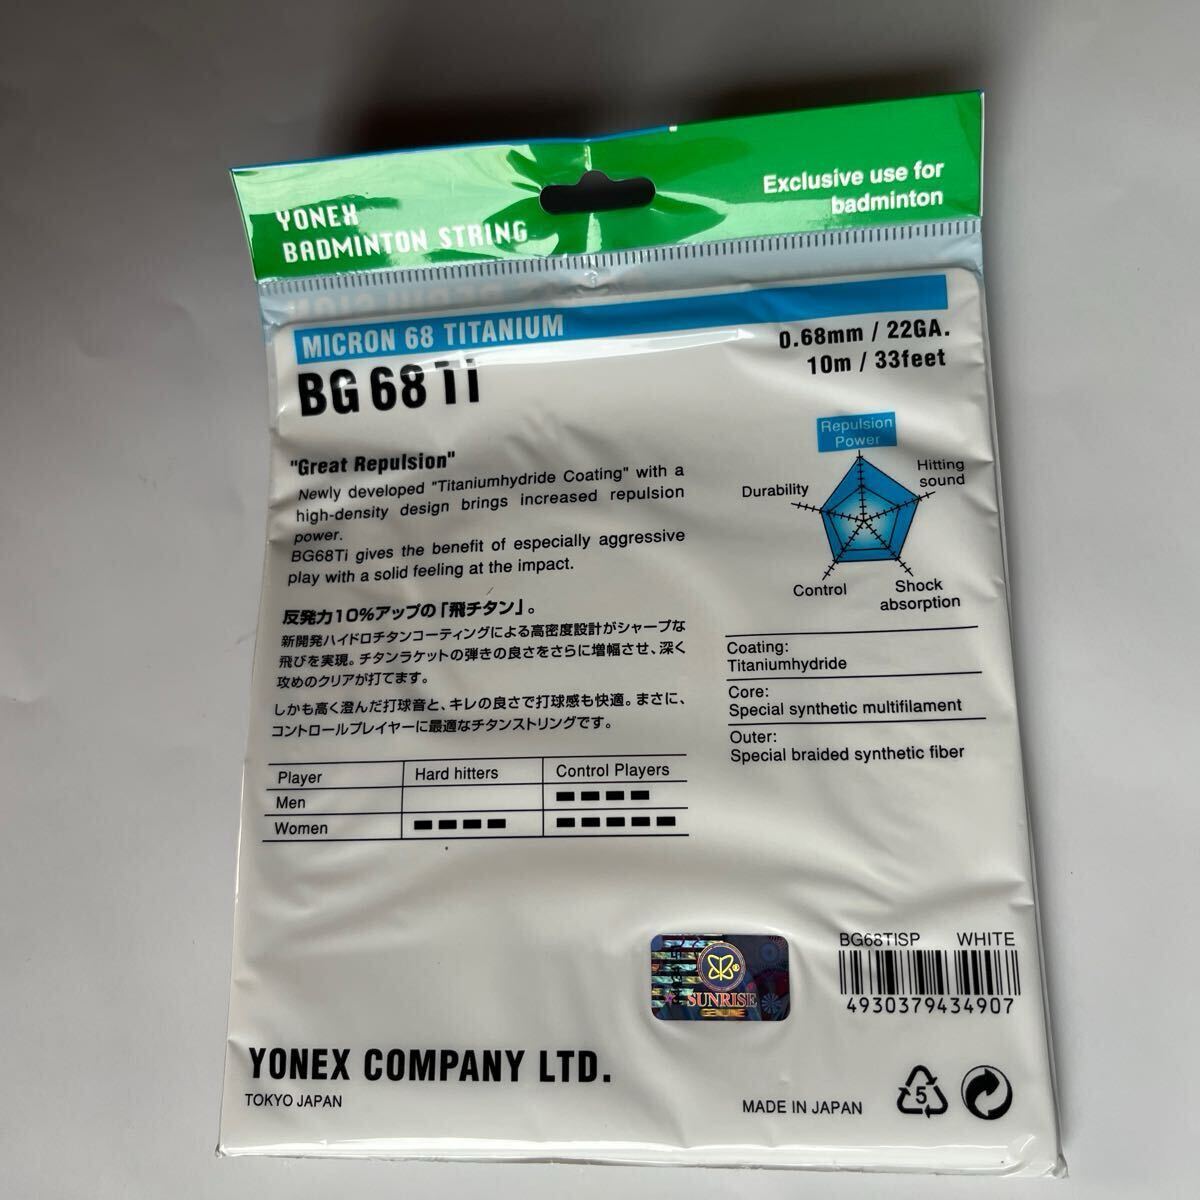 YONEX
BADMINTON STRING
Exclusive use for
badminton
MICRON 68 TITANIUM
BG 68 Ti
0.68mm / 22GA.
10m / 33feet
"Great Repulsion"
Newly developed "Titaniumhydride Coating" with a
high-density design brings increased repulsion
power.
BG68Ti gives the benefit of especially aggressive
play with a solid feeling at the impact.
反発力10%アップの「飛チタン」。
新開発ハイドロチタンコーティングによる高密度設計がシャープな
飛びを実現。チタンラケットの弾きの良さをさらに増幅させ、深く
攻めのクリアが打てます。
しかも高く澄んだ打球音と、キレの良さで打球感も快適。まさに、
コントロールプレイヤーに最適なチタンストリングです。
Repulsion
Power
Hitting
sound
Durability
Control
Shock
absorption
Coating:
Titaniumhydride
Core:
Special synthetic multifilament
Outer:
Special braided synthetic fiber
Player Hard hitters Control Players
Men
Women
SUNRISE
GENUINE
BG68TISP WHITE
4930379434907
YONEX COMPANY LTD.
TOKYO JAPAN
MADE IN JAPAN
5